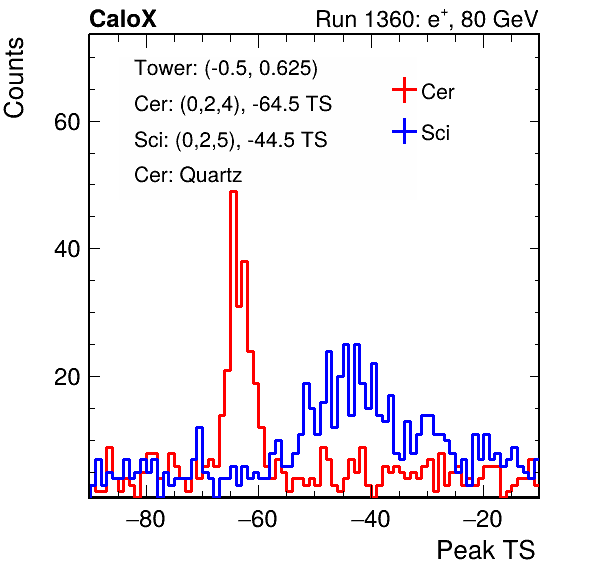 CaloX Run 1360: e⁺, 80 GeV
Counts
Tower: (-0.5, 0.625)
Cer: (0,2,4), -64.5 TS
Sci: (0,2,5), -44.5 TS
Cer: Quartz
Cer
Sci
60
40
20
−80 −60 −40 −20
Peak TS